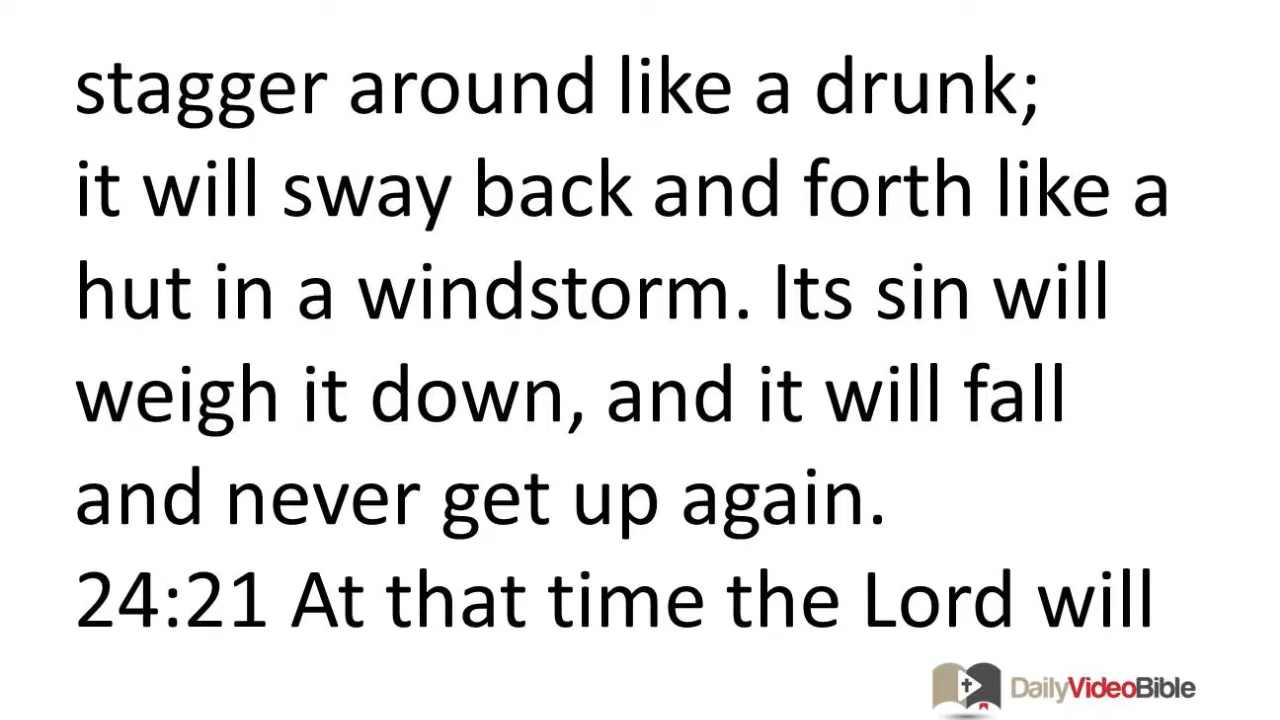 stagger around like a drunk;
it will sway back and forth like a
hut in a windstorm. Its sin will
weigh it down, and it will fall
and never get up again.
24:21 At that time the Lord will
DailyVideoBible